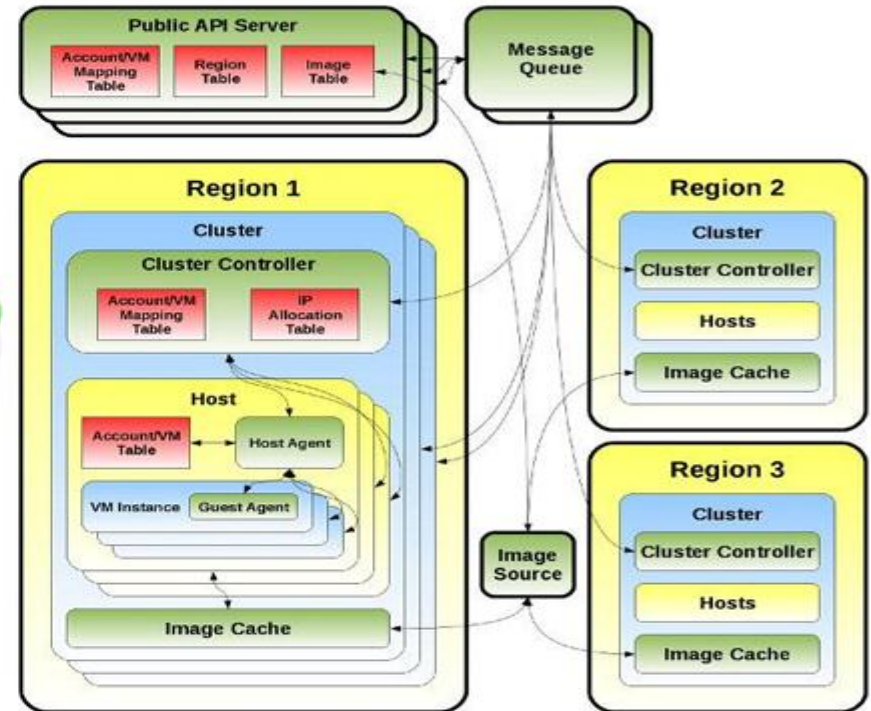 Public API Server
Account/VM
Mapping
Table
Region
Table
Image
Table
Message
Queue
Region 1
Cluster
Cluster Controller
Account/VM
Mapping
Table
IP
Allocation
Table
Host
Account/VM
Table
Host Agent
VM Instance
Guest Agent
Image Cache
Image
Source
Region 2
Cluster
Cluster Controller
Hosts
Image Cache
Region 3
Cluster
Cluster Controller
Hosts
Image Cache